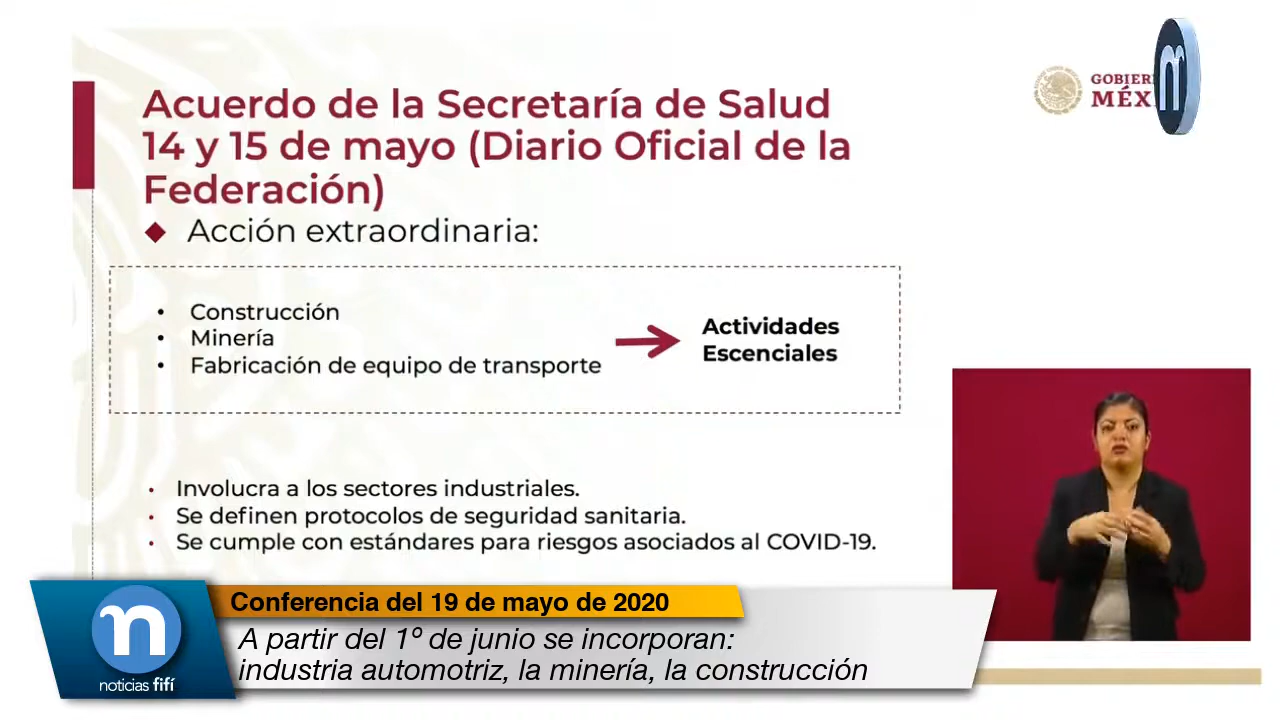 Acuerdo de la Secretaría de Salud
14 y 15 de mayo (Diario Oficial de la
Federación)
Acción extraordinaria:
Construcción
Minería
Fabricación de equipo de transporte
Actividades
Escenciales
Involucra a los sectores industriales.
Se definen protocolos de seguridad sanitaria.
Se cumple con estándares para riesgos asociados al COVID-19.
Conferencia del 19 de mayo de 2020
A partir del 1º de junio se incorporan:
industria automotriz, la minería, la construcción
n
noticias fifí
n